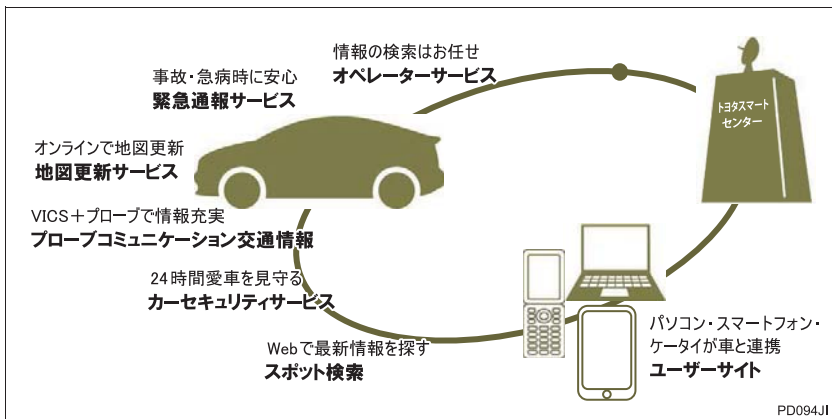 情報の検索はお任せ
オペレーターサービス
事故・急病時に安心
緊急通報サービス
トヨタスマート
センター
オンラインで地図更新
地図更新サービス
VICS+プローブで情報充実
プローブコミュニケーション交通情報
24時間愛車を見守る
カーセキュリティサービス
Webで最新情報を探す
スポット検索
パソコン・スマートフォン・
ケータイが車と連携
ユーザーサイト
PD094JI